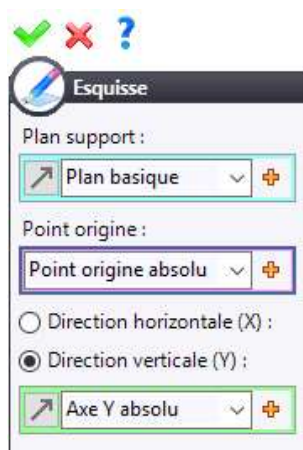 ?
Esquisse
Plan support :
Plan basique
Point origine :
Point origine absolu
Direction horizontale (X) :
Direction verticale (Y) :
Axe Y absolu